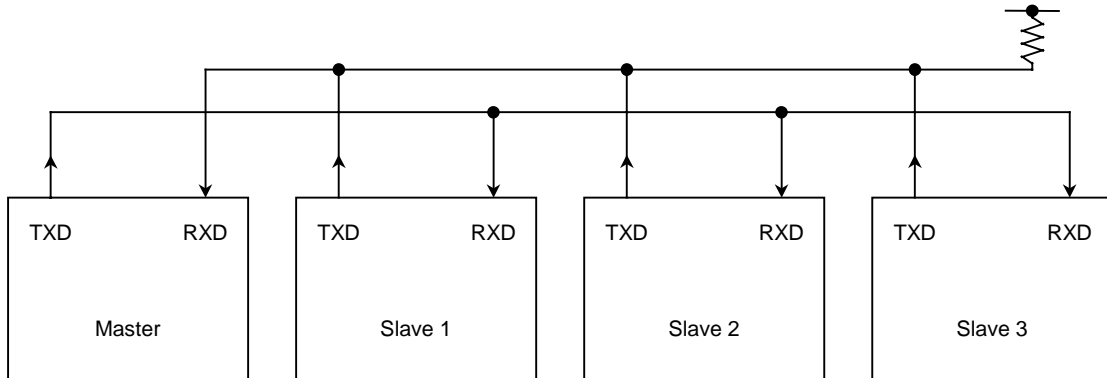 TXD RXD TXD RXD TXD RXD TXD RXD
Master Slave 1 Slave 2 Slave 3